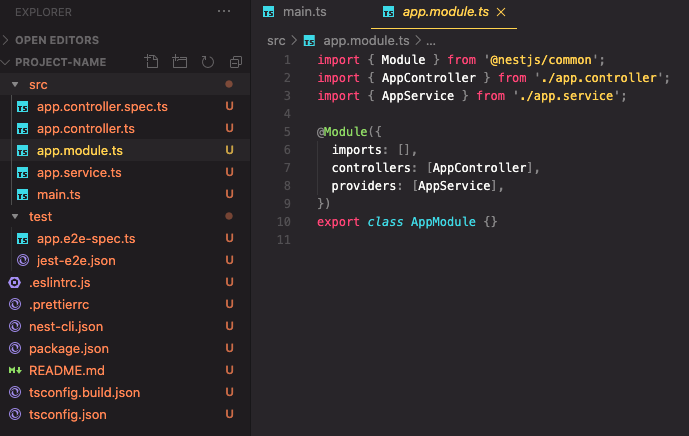 EXPLORER
OPEN EDITORS
PROJECT-NAME
src
TS app.controller.spec.ts U
TS app.controller.ts U
TS app.module.ts U
TS app.service.ts U
TS main.ts U
test
TS app.e2e-spec.ts U
jest-e2e.json U
.eslintrc.js U
.prettierrc U
nest-cli.json U
package.json U
README.md U
tsconfig.build.json U
tsconfig.json U
TS main.ts TS app.module.ts ×
src > TS app.module.ts > ...
1 import { Module } from '@nestjs/common';
2 import { AppController } from './app.controller';
3 import { AppService } from './app.service';
4
5 @Module({
6 imports: [],
7 controllers: [AppController],
8 providers: [AppService],
9 })
10 export class AppModule {}
11